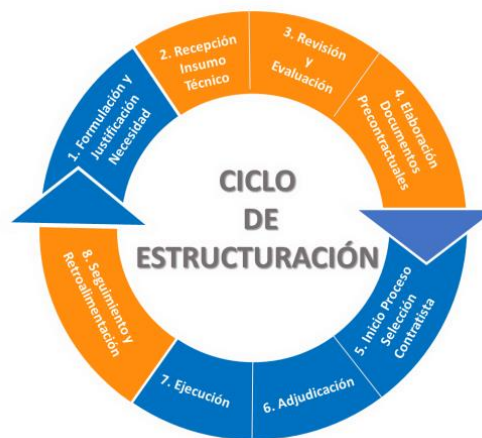 1. Formulación y
Justificación
Necesidad
2. Recepción
Insumo
Técnico
3. Revisión
y
Evaluación
4. Elaboración
Documentos
Precontractuales
5. Inicio Proceso
Selección
Contratista
6. Adjudicación
7. Ejecución
8. Seguimiento y
Retroalimentación
CICLO
DE
ESTRUCTURACIÓN